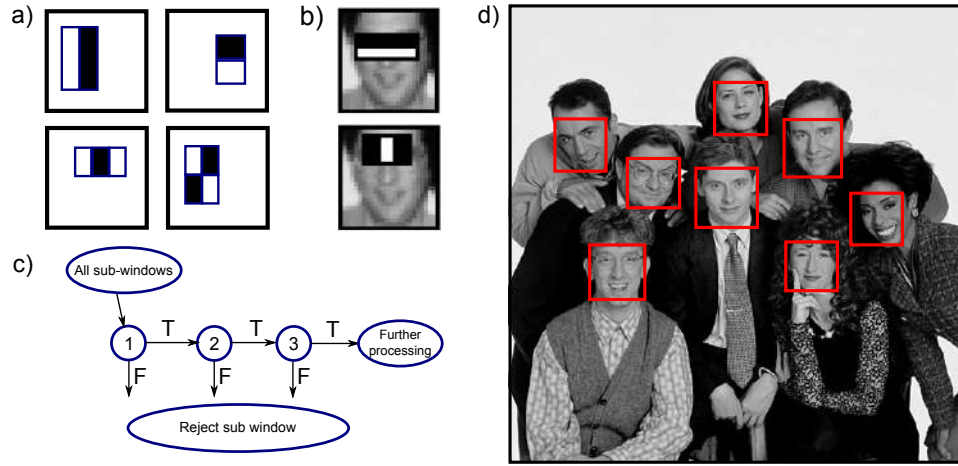 a)
b)
c)
All sub-windows
1
T
2
T
3
T
Further
processing
F
F
F
Reject sub window
d)